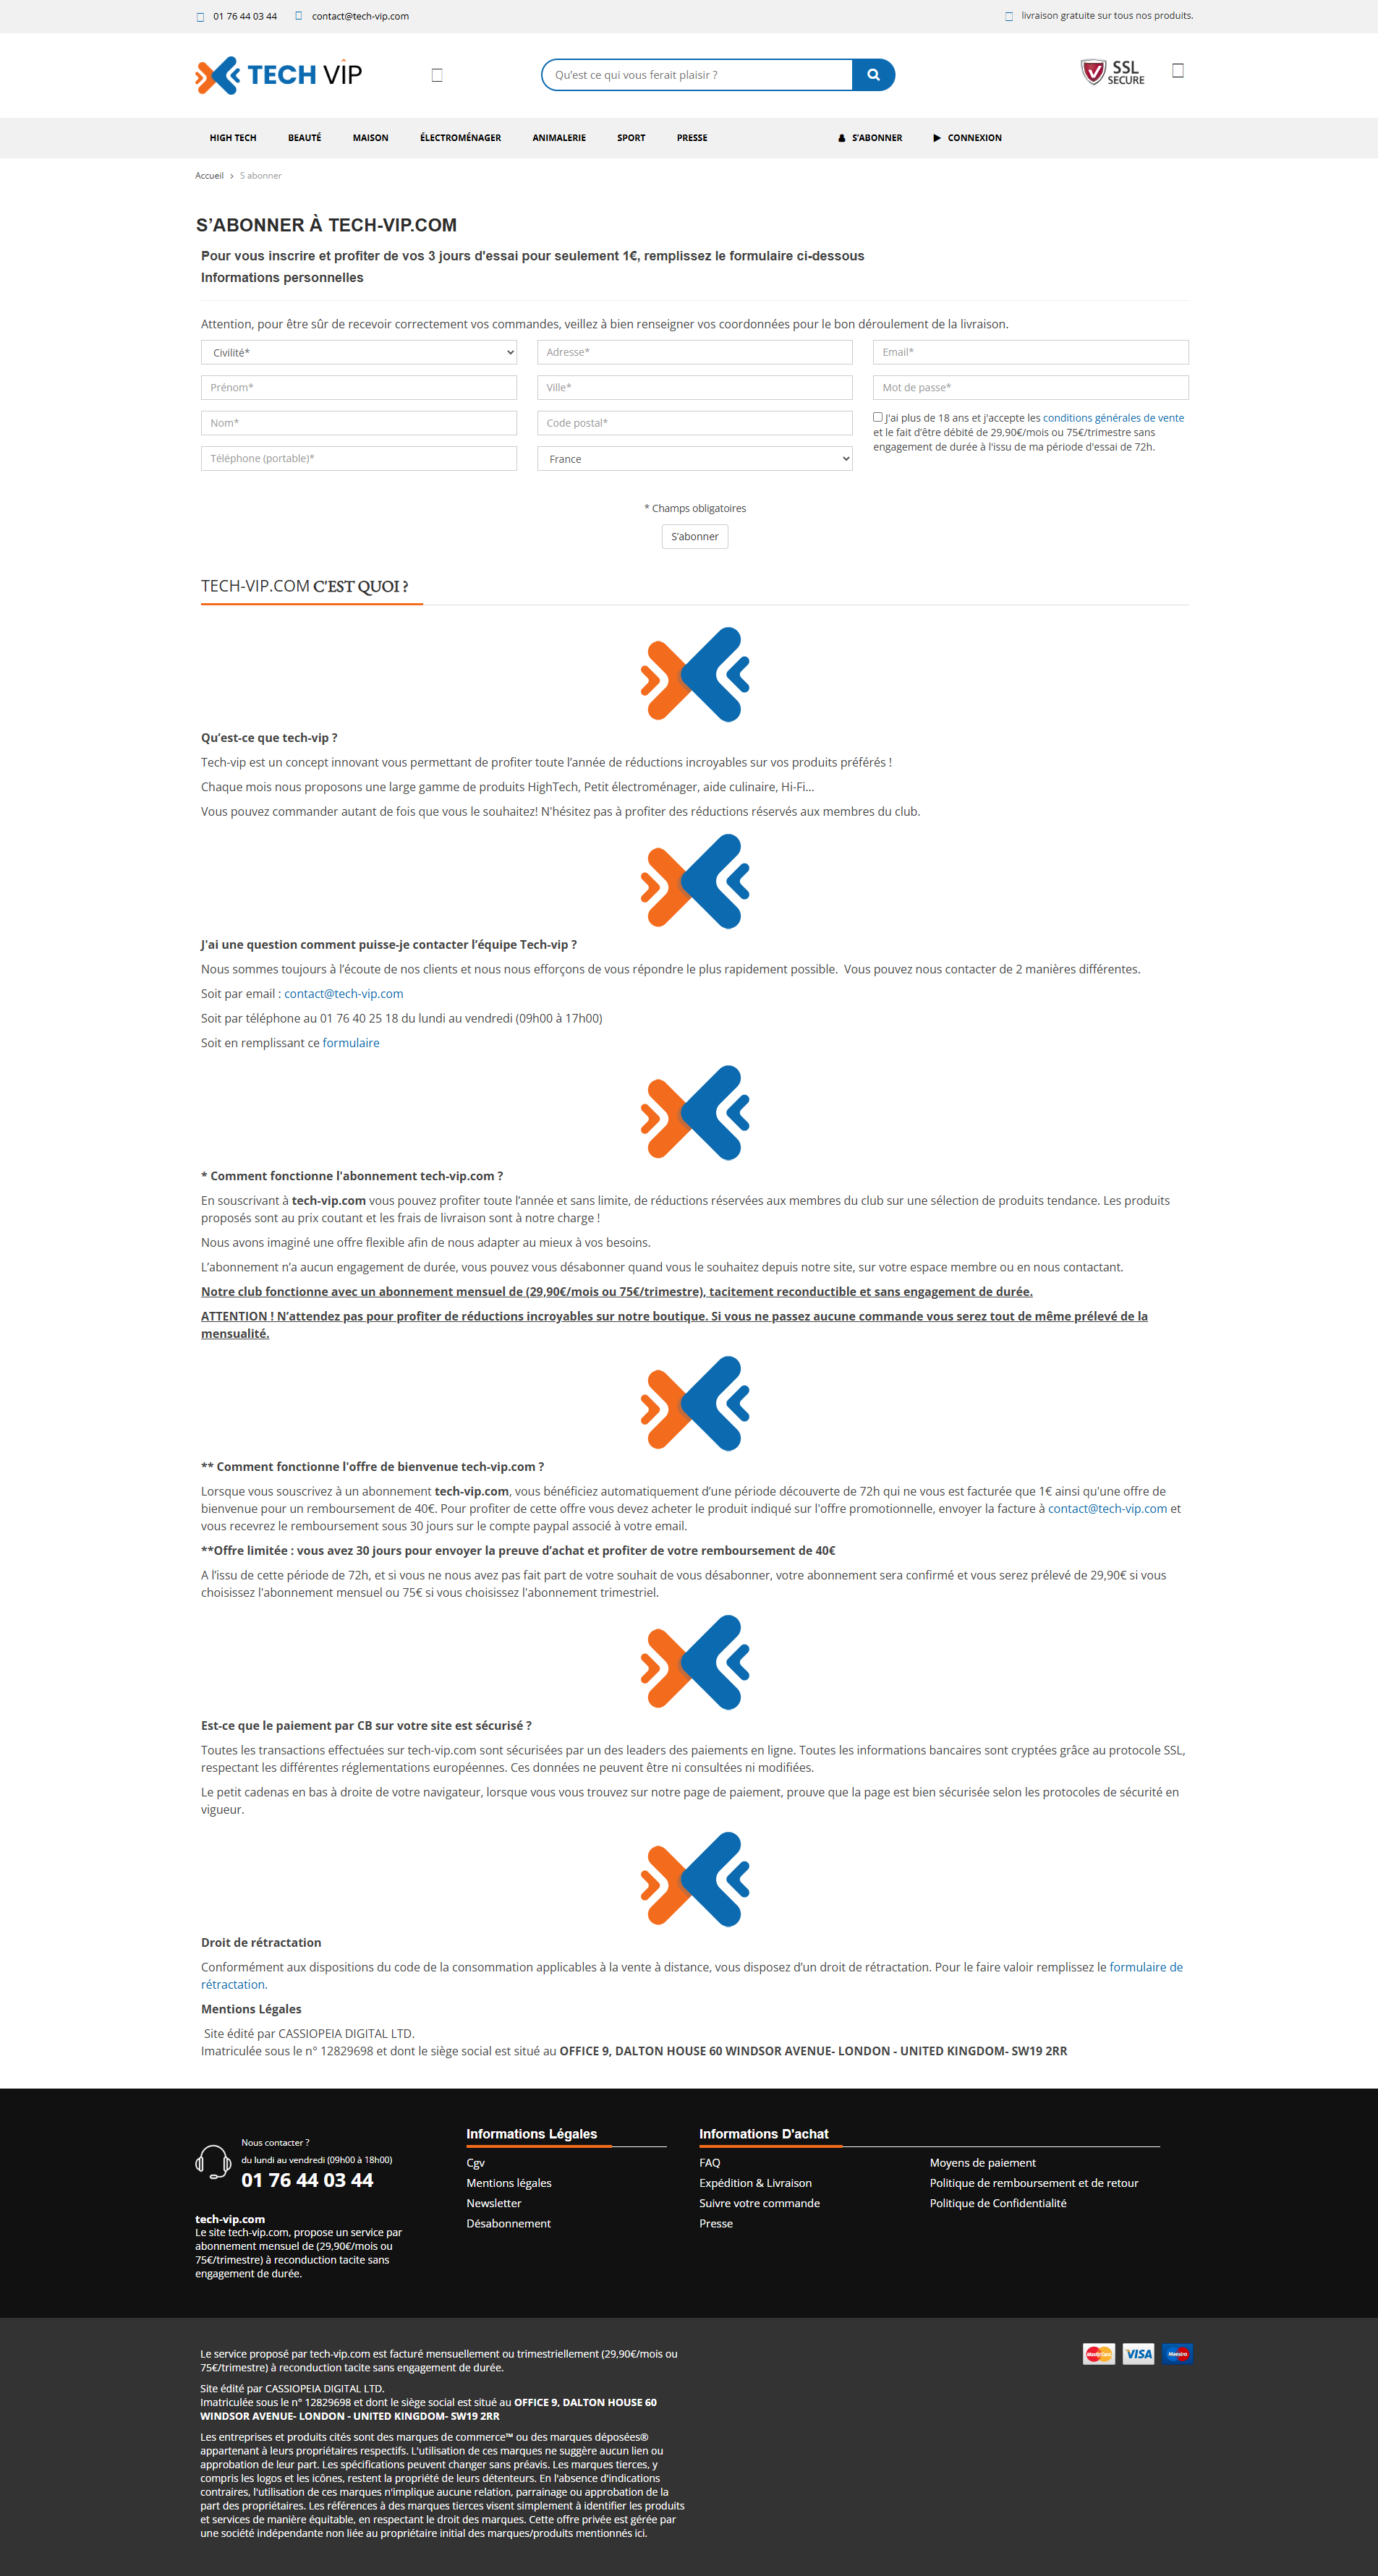 01 76 44 03 44
contact@tech-vip.com
livraison gratuite sur tous nos produits.
TECH VIP
Qu'est ce qui vous ferait plaisir ?
SSL
SECURE
HIGH TECH
BEAUTÉ
MAISON
ÉLECTROMÉNAGER
ANIMALERIE
SPORT
PRESSE
S'ABONNER
CONNEXION
Accueil > S abonner
S’ABONNER À TECH-VIP.COM
Pour vous inscrire et profiter de vos 3 jours d'essai pour seulement 1€, remplissez le formulaire ci-dessous
Informations personnelles
Attention, pour être sûr de recevoir correctement vos commandes, veillez à bien renseigner vos coordonnées pour le bon déroulement de la livraison.
Civilité*
Adresse*
Email*
Prénom*
Ville*
Mot de passe*
Nom*
Code postal*
J'ai plus de 18 ans et j'accepte les conditions générales de vente
et le fait d’être débité de 29,90€/mois ou 75€/trimestre sans
engagement de durée à l'issu de ma période d'essai de 72h.
Téléphone (portable)*
France
* Champs obligatoires
S'abonner
TECH-VIP.COM C'EST QUOI ?
Qu’est-ce que tech-vip ?
Tech-vip est un concept innovant vous permettant de profiter toute l’année de réductions incroyables sur vos produits préférés !
Chaque mois nous proposons une large gamme de produits HighTech, Petit électroménager, aide culinaire, Hi-Fi...
Vous pouvez commander autant de fois que vous le souhaitez! N'hésitez pas à profiter des réductions réservés aux membres du club.
J'ai une question comment puisse-je contacter l’équipe Tech-vip ?
Nous sommes toujours à l’écoute de nos clients et nous nous efforçons de vous répondre le plus rapidement possible.  Vous pouvez nous contacter de 2 manières différentes.
Soit par email : contact@tech-vip.com
Soit par téléphone au 01 76 40 25 18 du lundi au vendredi (09h00 à 17h00)
Soit en remplissant ce formulaire
* Comment fonctionne l'abonnement tech-vip.com ?
En souscrivant à tech-vip.com vous pouvez profiter toute l’année et sans limite, de réductions réservées aux membres du club sur une sélection de produits tendance. Les produits
proposés sont au prix coutant et les frais de livraison sont à notre charge !
Nous avons imaginé une offre flexible afin de nous adapter au mieux à vos besoins.
L’abonnement n’a aucun engagement de durée, vous pouvez vous désabonner quand vous le souhaitez depuis notre site, sur votre espace membre ou en nous contactant.
Notre club fonctionne avec un abonnement mensuel de (29,90€/mois ou 75€/trimestre), tacitement reconductible et sans engagement de durée.
ATTENTION ! N’attendez pas pour profiter de réductions incroyables sur notre boutique. Si vous ne passez aucune commande vous serez tout de même prélevé de la
mensualité.
** Comment fonctionne l'offre de bienvenue tech-vip.com ?
Lorsque vous souscrivez à un abonnement tech-vip.com, vous bénéficiez automatiquement d’une période découverte de 72h qui ne vous est facturée que 1€ ainsi qu'une offre de
bienvenue pour un remboursement de 40€. Pour profiter de cette offre vous devez acheter le produit indiqué sur l'offre promotionnelle, envoyer la facture à contact@tech-vip.com et
vous recevrez le remboursement sous 30 jours sur le compte paypal associé à votre email.
**Offre limitée : vous avez 30 jours pour envoyer la preuve d’achat et profiter de votre remboursement de 40€
A l’issu de cette période de 72h, et si vous ne nous avez pas fait part de votre souhait de vous désabonner, votre abonnement sera confirmé et vous serez prélevé de 29,90€ si vous
choisissez l'abonnement mensuel ou 75€ si vous choisissez l'abonnement trimestriel.
Est-ce que le paiement par CB sur votre site est sécurisé ?
Toutes les transactions effectuées sur tech-vip.com sont sécurisées par un des leaders des paiements en ligne. Toutes les informations bancaires sont cryptées grâce au protocole SSL,
respectant les différentes réglementations européennes. Ces données ne peuvent être ni consultées ni modifiées.
Le petit cadenas en bas à droite de votre navigateur, lorsque vous vous trouvez sur notre page de paiement, prouve que la page est bien sécurisée selon les protocoles de sécurité en
vigueur.
Droit de rétractation
Conformément aux dispositions du code de la consommation applicables à la vente à distance, vous disposez d’un droit de rétractation. Pour le faire valoir remplissez le formulaire de
rétractation.
Mentions Légales
Site édité par CASSIOPEIA DIGITAL LTD.
Imatriculée sous le n° 12829698 et dont le siège social est situé au OFFICE 9, DALTON HOUSE 60 WINDSOR AVENUE- LONDON - UNITED KINGDOM- SW19 2RR
Nous contacter ?
du lundi au vendredi (09h00 à 18h00)
01 76 44 03 44
tech-vip.com
Le site tech-vip.com, propose un service par
abonnement mensuel de (29,90€/mois ou
75€/trimestre) à reconduction tacite sans
engagement de durée.
Informations Légales
Cgv
Mentions légales
Newsletter
Désabonnement
Informations D'achat
FAQ
Expédition & Livraison
Suivre votre commande
Presse
Moyens de paiement
Politique de remboursement et de retour
Politique de Confidentialité
Le service proposé par tech-vip.com est facturé mensuellement ou trimestriellement (29,90€/mois ou
75€/trimestre) à reconduction tacite sans engagement de durée.
Site édité par CASSIOPEIA DIGITAL LTD.
Imatriculée sous le n° 12829698 et dont le siège social est situé au OFFICE 9, DALTON HOUSE 60
WINDSOR AVENUE- LONDON - UNITED KINGDOM- SW19 2RR
Les entreprises et produits cités sont des marques de commerce™ ou des marques déposées®
appartenant à leurs propriétaires respectifs. L'utilisation de ces marques ne suggère aucun lien ou
approbation de leur part. Les spécifications peuvent changer sans préavis. Les marques tierces, y
compris les logos et les icônes, restent la propriété de leurs détenteurs. En l'absence d'indications
contraires, l'utilisation de ces marques n'implique aucune relation, parrainage ou approbation de la
part des propriétaires. Les références à des marques tierces visent simplement à identifier les produits
et services de manière équitable, en respectant le droit des marques. Cette offre privée est gérée par
une société indépendante non liée au propriétaire initial des marques/produits mentionnés ici.
MasterCard
VISA
Maestro